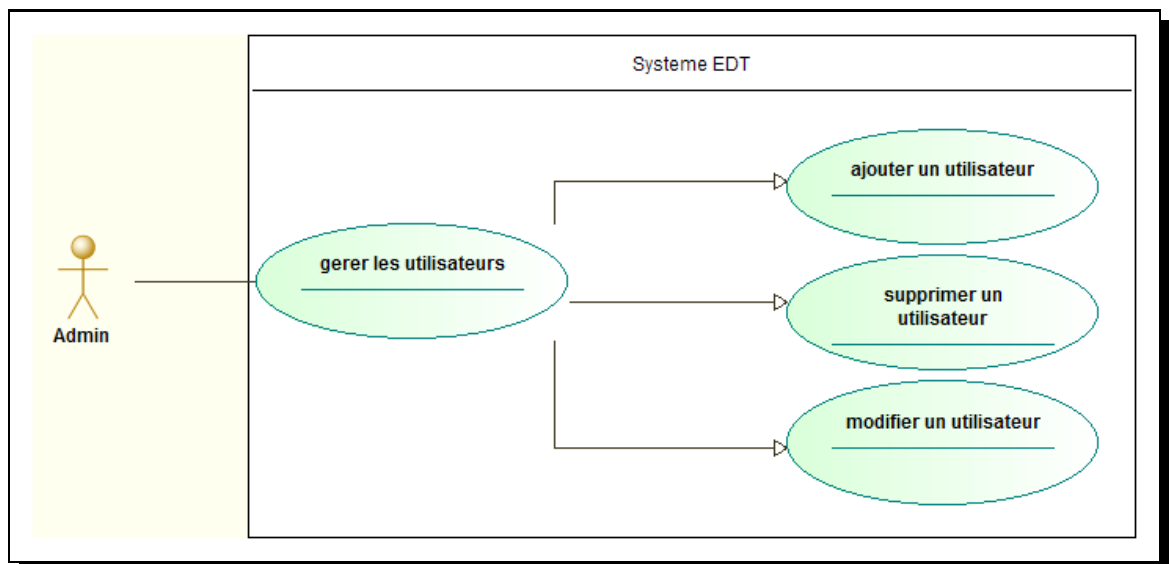 Systeme EDT
ajouter un utilisateur
gerer les utilisateurs
supprimer un
utilisateur
Admin
modifier un utilisateur